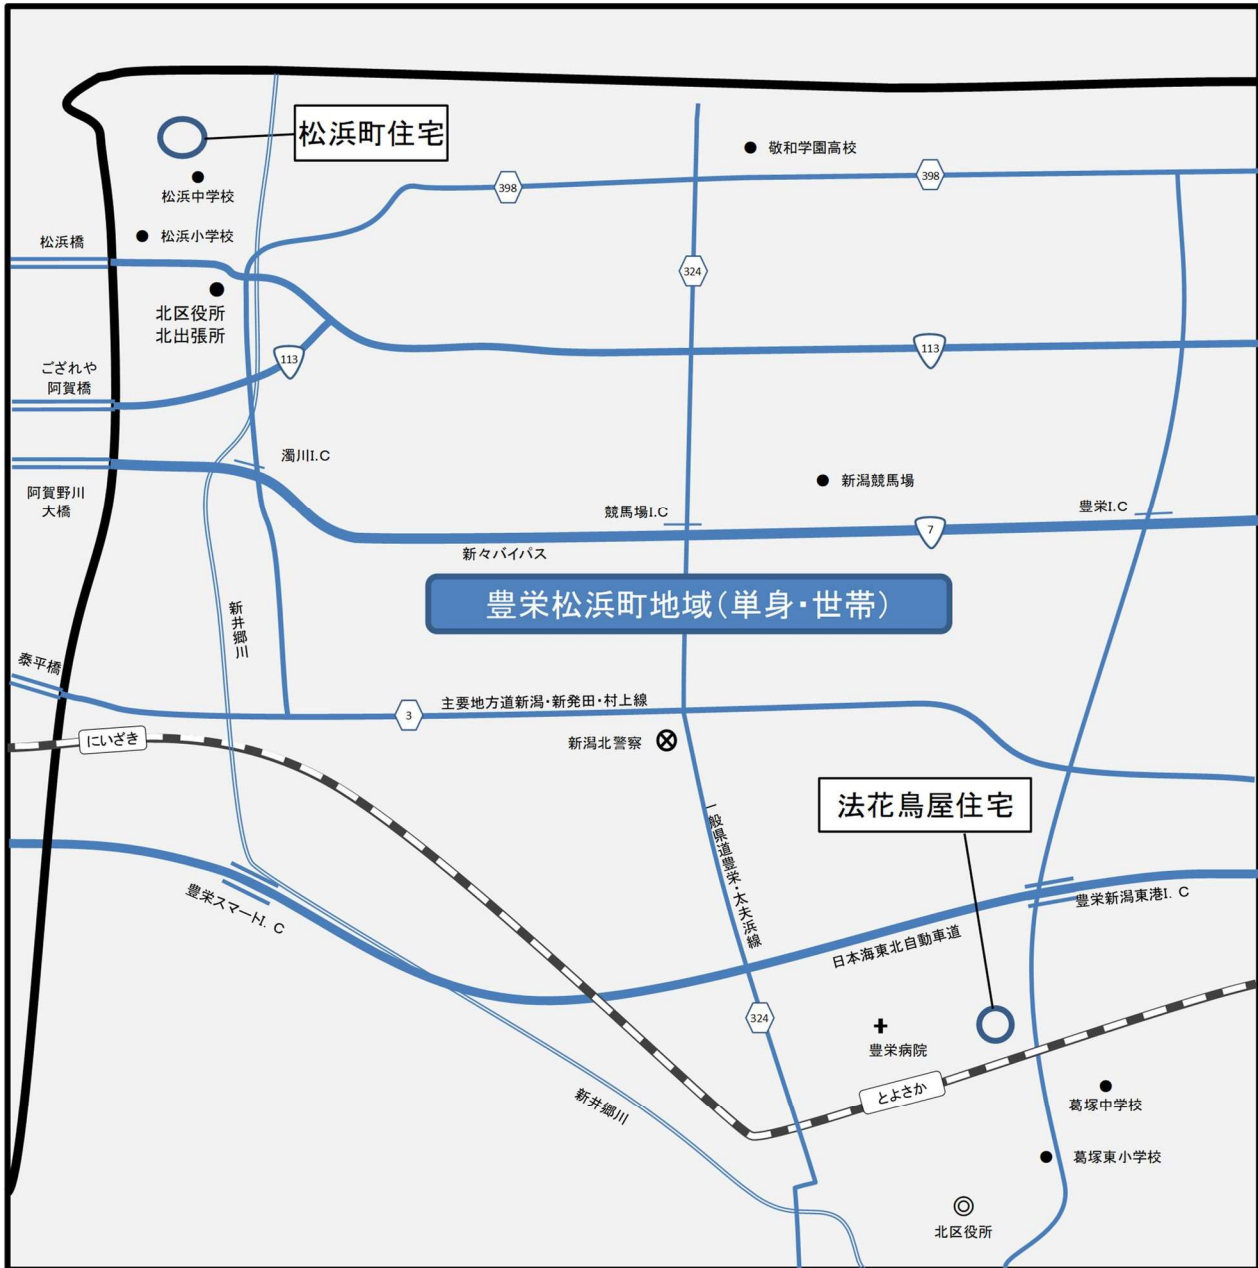 松浜町住宅
敬和学園高校
398
398
松浜中学校
松浜小学校
松浜橋
324
北区役所
北出張所
113
113
ござれや
阿賀橋
濁川I.C
新潟競馬場
阿賀野川
大橋
競馬場I.C
豊栄I.C
7
新々バイパス
豊栄松浜町地域(単身・世帯)
新井郷川
泰平橋
主要地方道新潟・新発田・村上線
3
にいざき
新潟北警察
法花鳥屋住宅
一般県道豊栄・太夫浜線
豊栄スマートI. C
豊栄新潟東港I. C
日本海東北自動車道
324
豊栄病院
とよさか
新井郷川
葛塚中学校
葛塚東小学校
北区役所